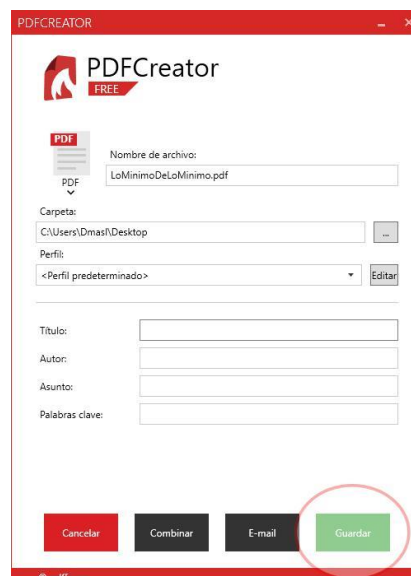 PDFCREATOR
PDFCreator
FREE
PDF
PDF
Nombre de archivo:
LoMinimoDeLoMinimo.pdf
Carpeta:
C:\Users\Dmasl\Desktop
...
Perfil:
<Perfil predeterminado>
Editar
Título:
Autor:
Asunto:
Palabras clave:
Cancelar
Combinar
E-mail
Guardar